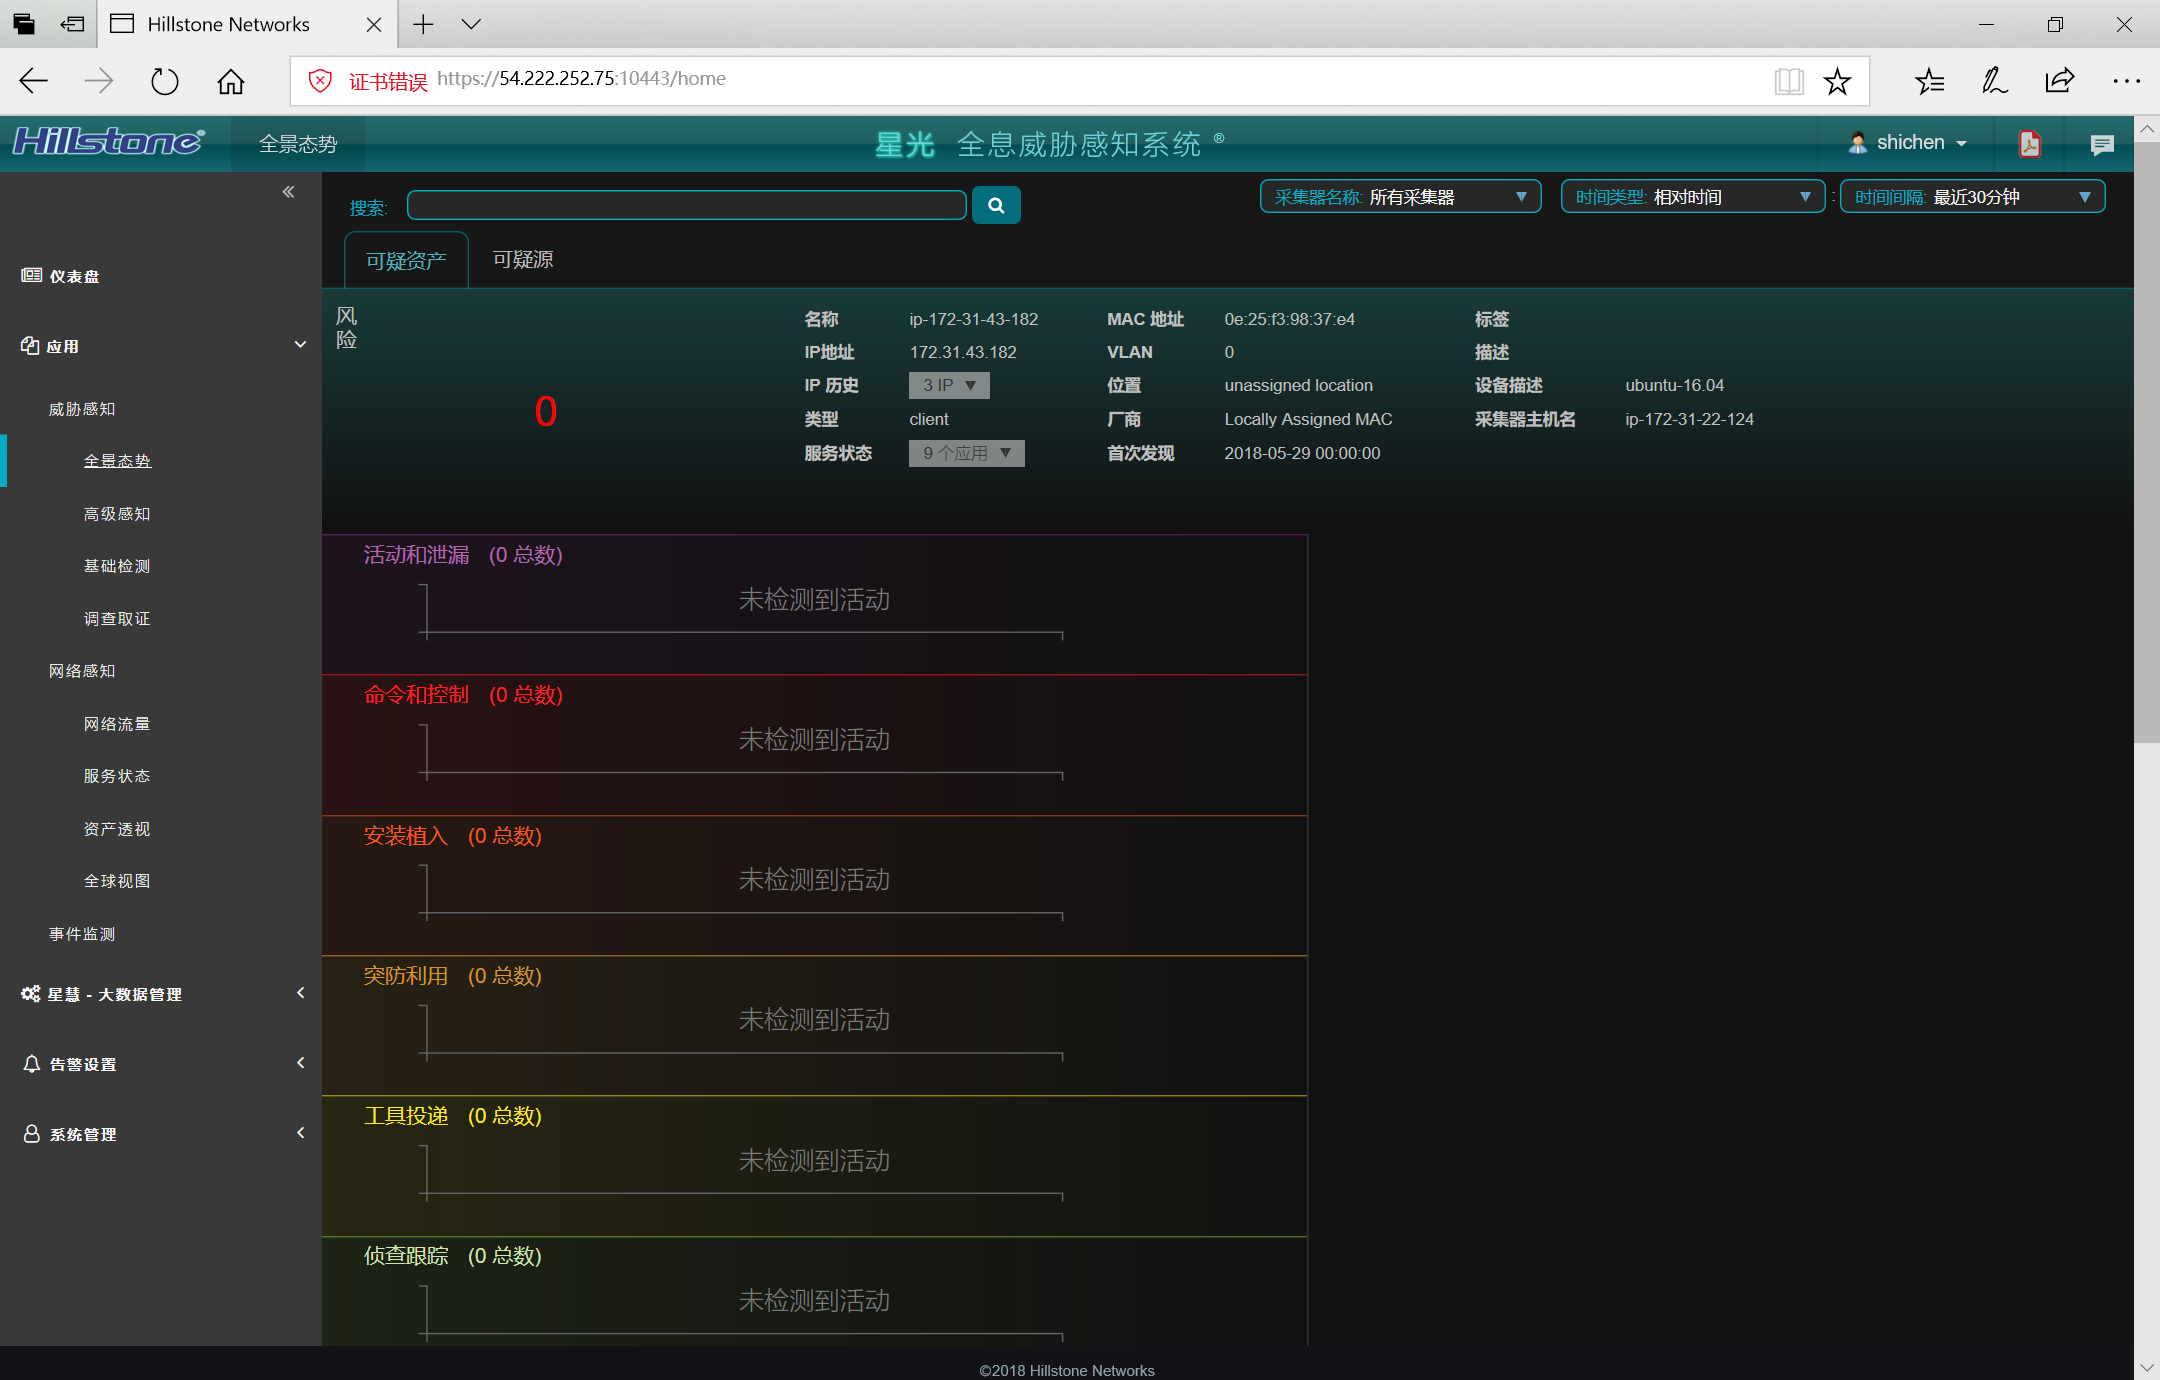 Hillstone Networks
证书错误 https://54.222.252.75:10443/home
Hillstone®
全景态势
星光 全息威胁感知系统 ®
shichen
搜索:
采集器名称: 所有采集器
时间类型: 相对时间
:
时间间隔: 最近30分钟
仪表盘
应用
威胁感知
全景态势
高级感知
基础检测
调查取证
网络感知
网络流量
服务状态
资产透视
全球视图
事件监测
星慧 - 大数据管理
告警设置
系统管理
可疑资产
可疑源
风险
0
名称 ip-172-31-43-182
IP地址 172.31.43.182
IP 历史 3 IP ▼
类型 client
服务状态 9 个应用 ▼
MAC 地址 0e:25:f3:98:37:e4
VLAN 0
位置 unassigned location
厂商 Locally Assigned MAC
首次发现 2018-05-29 00:00:00
标签
描述
设备描述 ubuntu-16.04
采集器主机名 ip-172-31-22-124
活动和泄漏 (0 总数)
未检测到活动
命令和控制 (0 总数)
未检测到活动
安装植入 (0 总数)
未检测到活动
突防利用 (0 总数)
未检测到活动
工具投递 (0 总数)
未检测到活动
侦查跟踪 (0 总数)
未检测到活动
©2018 Hillstone Networks